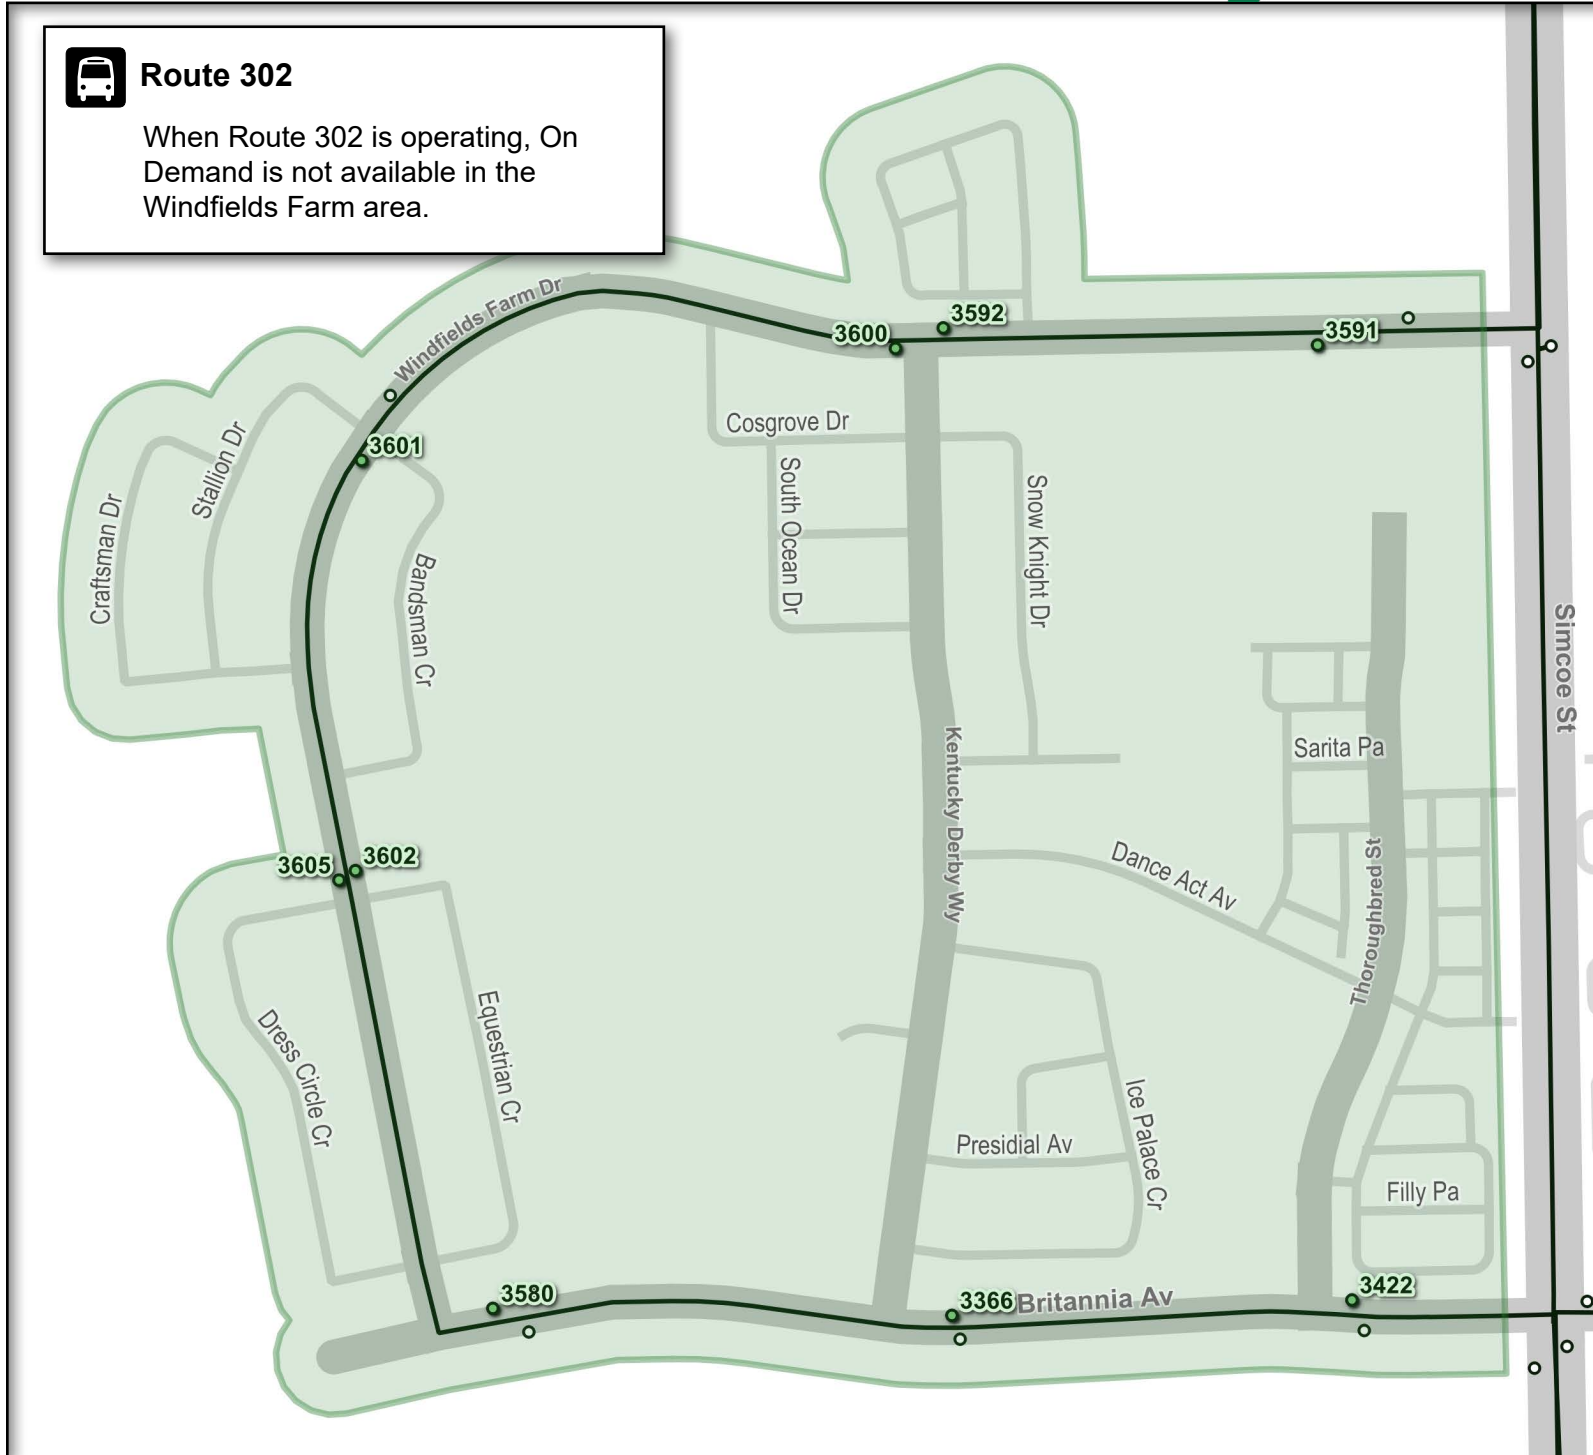 Route 302
When Route 302 is operating, On
Demand is not available in the
Windfields Farm area.
Windfields Farm Dr
3592
3600
3591
Cosgrove Dr
3601
Stallion Dr
South Ocean Dr
Snow Knight Dr
Craftsman Dr
Bandsman Cr
Simcoe St
Sarita Pa
Kentucky Derby Wy
3605
3602
Dance Act Av
Thoroughbred St
Dress Circle Cr
Equestrian Cr
Ice Palace Cr
Presidial Av
Filly Pa
3580
3366
Britannia Av
3422